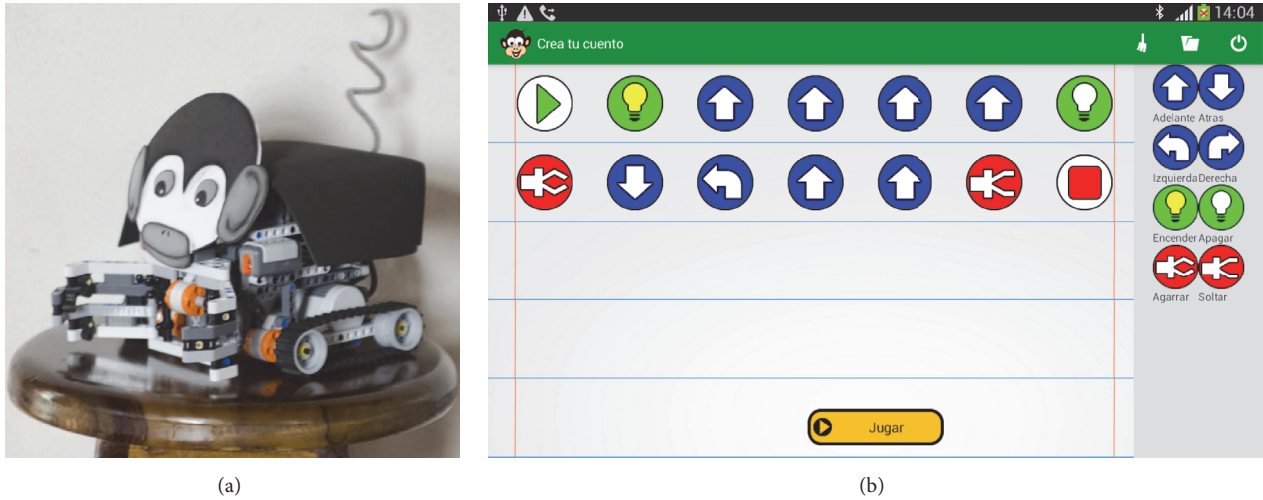 14:04
Crea tu cuento
Adelante Atras
Izquierda Derecha
Encender Apagar
Agarrar Soltar
Jugar
(a)
(b)